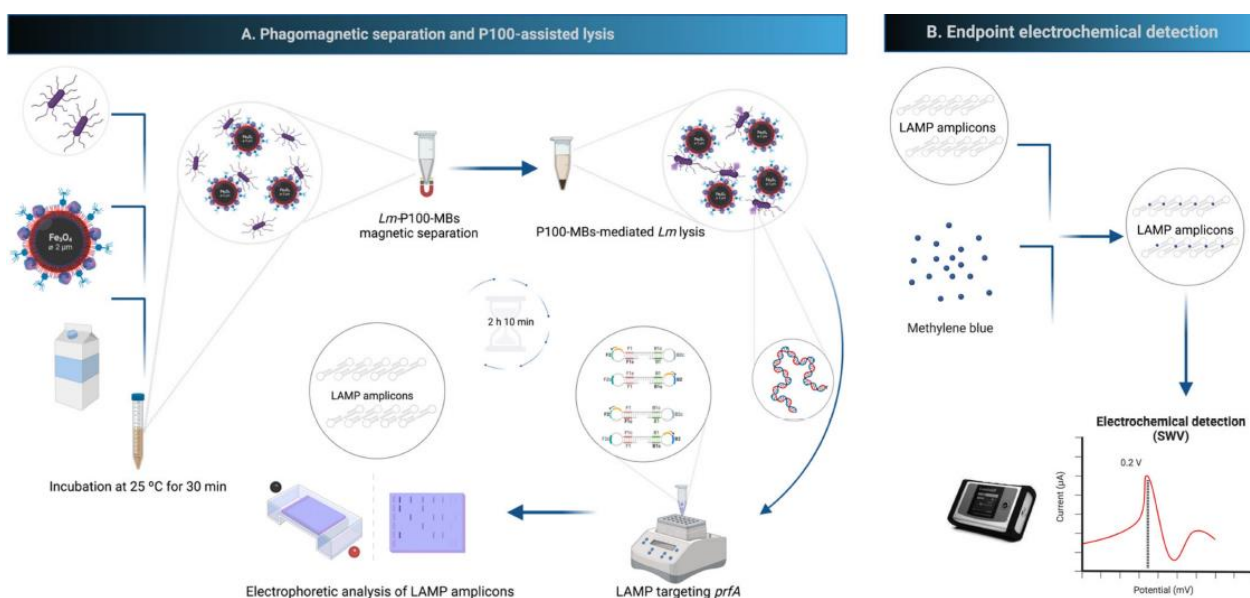 A. Phagomagnetic separation and P100-assisted lysis
Fe₃O₄
ø 2 µm
Incubation at 25 ºC for 30 min
Lm-P100-MBs
magnetic separation
P100-MBs-mediated Lm lysis
2 h 10 min
LAMP amplicons
Electrophoretic analysis of LAMP amplicons
LAMP targeting prfA
B. Endpoint electrochemical detection
LAMP amplicons
Methylene blue
LAMP amplicons
Electrochemical detection
(SWV)
0.2 V
Current (µA)
Potential (mV)